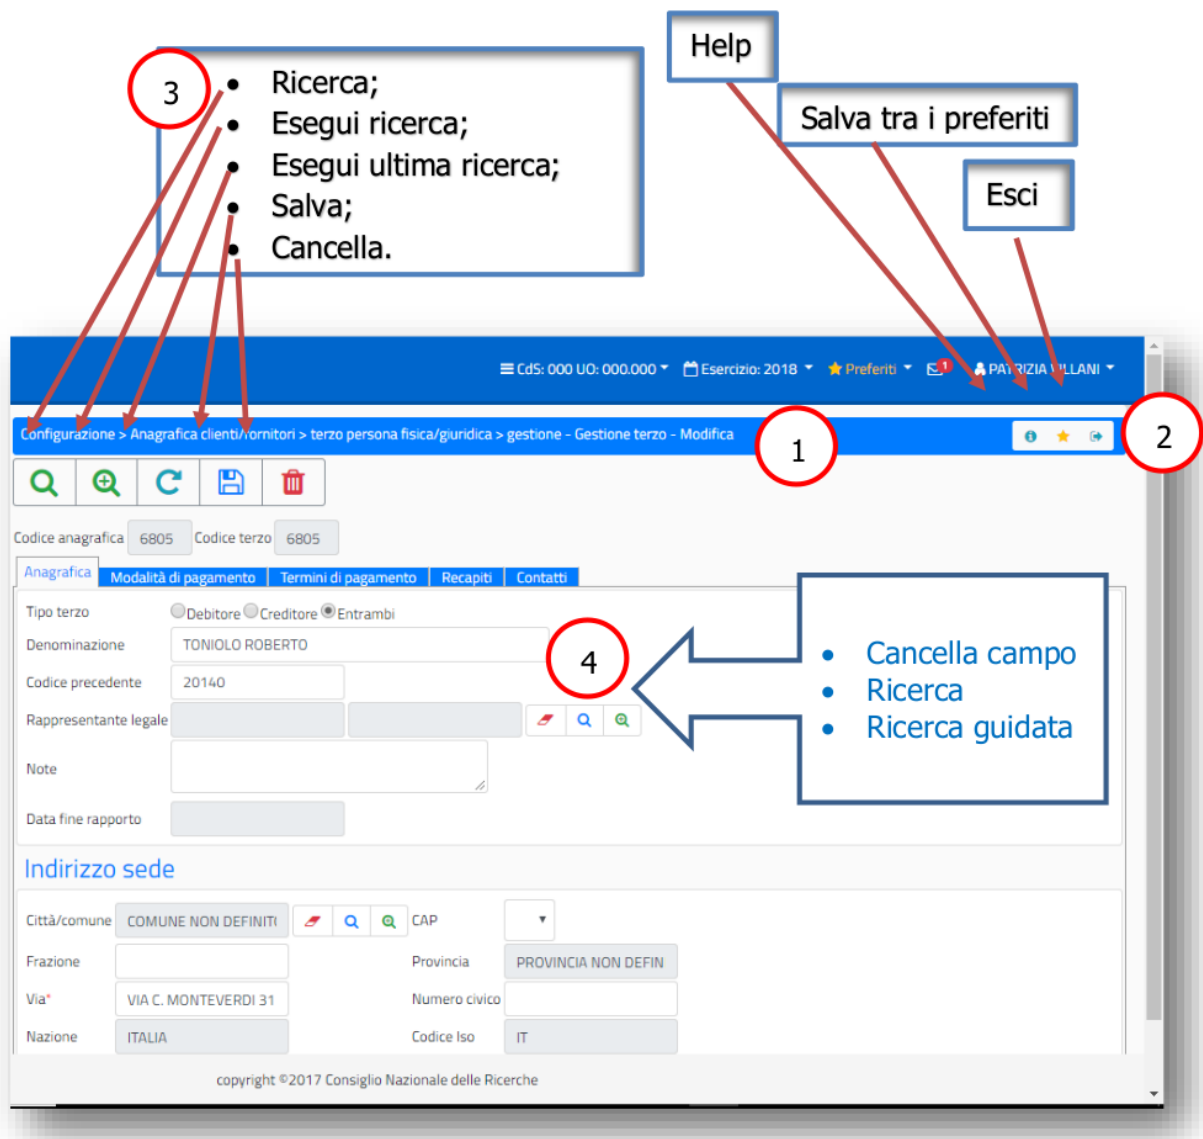 Help
3
• Ricerca;
• Esegui ricerca;
• Esegui ultima ricerca;
• Salva;
• Cancella.
Salva tra i preferiti
Esci
CdS: 000 UO: 000.000 Esercizio: 2018 Preferiti 1 PATRIZIA VILLANI
Configurazione > Anagrafica clienti/fornitori > terzo persona fisica/giuridica > gestione - Gestione terzo - Modifica
1
2
Codice anagrafica 6805 Codice terzo 6805
Anagrafica Modalità di pagamento Termini di pagamento Recapiti Contatti
Tipo terzo Debitore Creditore Entrambi
Denominazione TONIOLO ROBERTO
4
• Cancella campo
• Ricerca
• Ricerca guidata
Codice precedente 20140
Rappresentante legale
Note
Data fine rapporto
Indirizzo sede
Città/comune COMUNE NON DEFINIT CAP
Frazione Provincia PROVINCIA NON DEFIN
Via* VIA C. MONTEVERDI 31 Numero civico
Nazione ITALIA Codice Iso IT
copyright ©2017 Consiglio Nazionale delle Ricerche